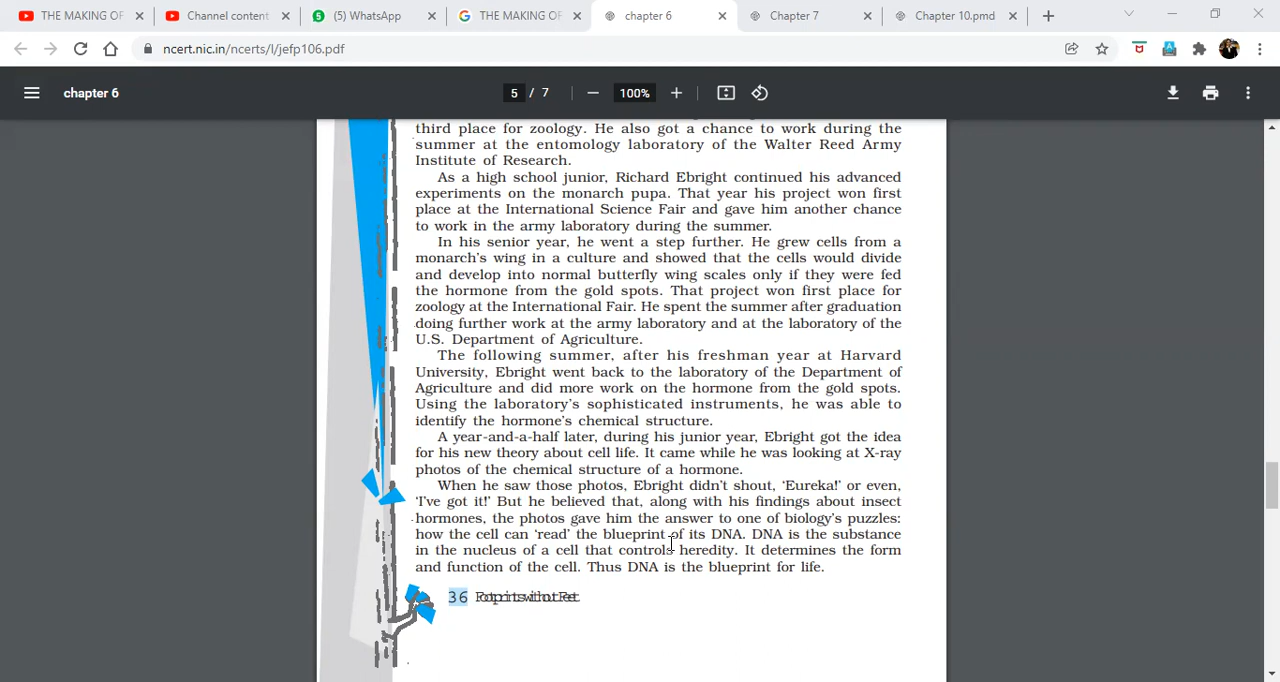 THE MAKING OF
Channel content
(5) WhatsApp
THE MAKING OF
chapter 6
Chapter 7
Chapter 10.pmd
ncert.nic.in/ncerts/l/jefp106.pdf
chapter 6
5 / 7
100%
third place for zoology. He also got a chance to work during the
summer at the entomology laboratory of the Walter Reed Army
Institute of Research.
As a high school junior, Richard Ebright continued his advanced
experiments on the monarch pupa. That year his project won first
place at the International Science Fair and gave him another chance
to work in the army laboratory during the summer.
In his senior year, he went a step further. He grew cells from a
monarch's wing in a culture and showed that the cells would divide
and develop into normal butterfly wing scales only if they were fed
the hormone from the gold spots. That project won first place for
zoology at the International Fair. He spent the summer after graduation
doing further work at the army laboratory and at the laboratory of the
U.S. Department of Agriculture.
The following summer, after his freshman year at Harvard
University, Ebright went back to the laboratory of the Department of
Agriculture and did more work on the hormone from the gold spots.
Using the laboratory's sophisticated instruments, he was able to
identify the hormone's chemical structure.
A year-and-a-half later, during his junior year, Ebright got the idea
for his new theory about cell life. It came while he was looking at X-ray
photos of the chemical structure of a hormone.
When he saw those photos, Ebright didn't shout, 'Eureka!' or even,
'I've got it!' But he believed that, along with his findings about insect
hormones, the photos gave him the answer to one of biology's puzzles:
how the cell can 'read' the blueprint of its DNA. DNA is the substance
in the nucleus of a cell that controls heredity. It determines the form
and function of the cell. Thus DNA is the blueprint for life.
36